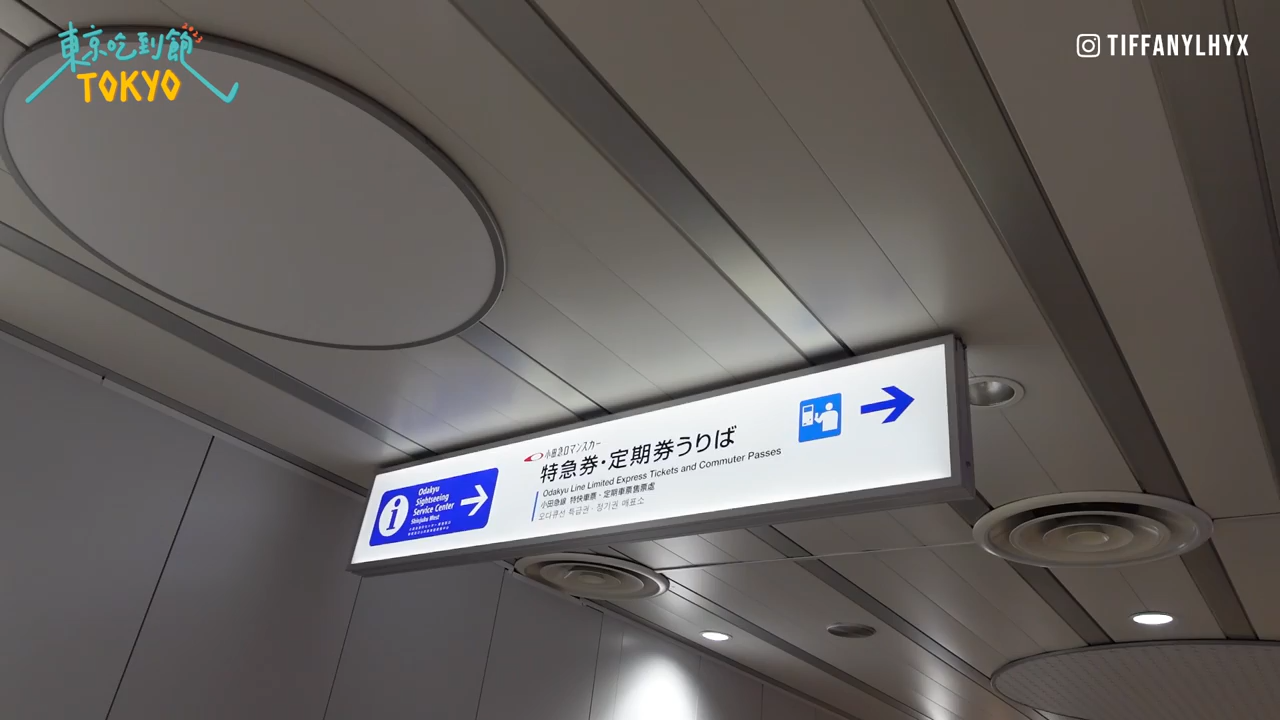 東京吃到節
2023
TOKYO
TIFFANYLHYX
Odakyu
Sightseeing
Service Center
Shinjuku West
小田急ロマンスカー
特急券・定期券うりば
Odakyu Line Limited Express Tickets and Commuter Passes
小田急線 特快車票・定期車票售票處
오다큐선 특급권・정기권 매표소